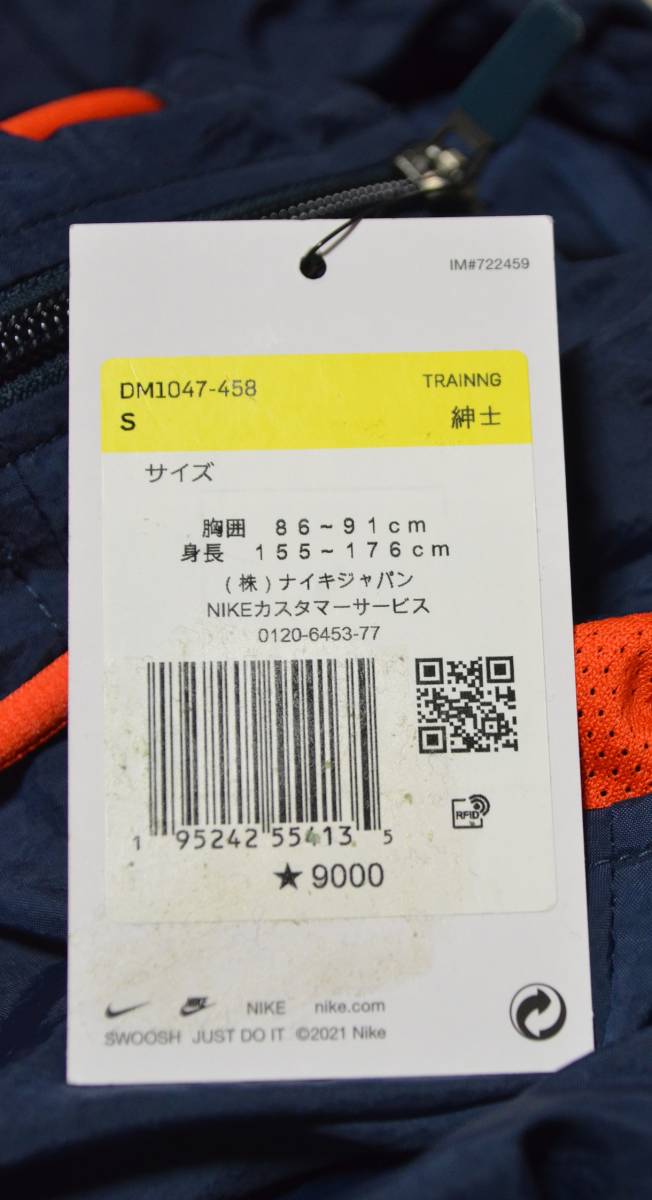 IM#722459
DM1047-458 TRAINNG
S 紳士
サイズ
胸囲 86~91cm
身長 155~176cm
(株)ナイキジャパン
NIKEカスタマーサービス
0120-6453-77
RFID
1 95242 55413 5
★9000
NIKE NIKE nike.com
SWOOSH JUST DO IT ©2021 Nike